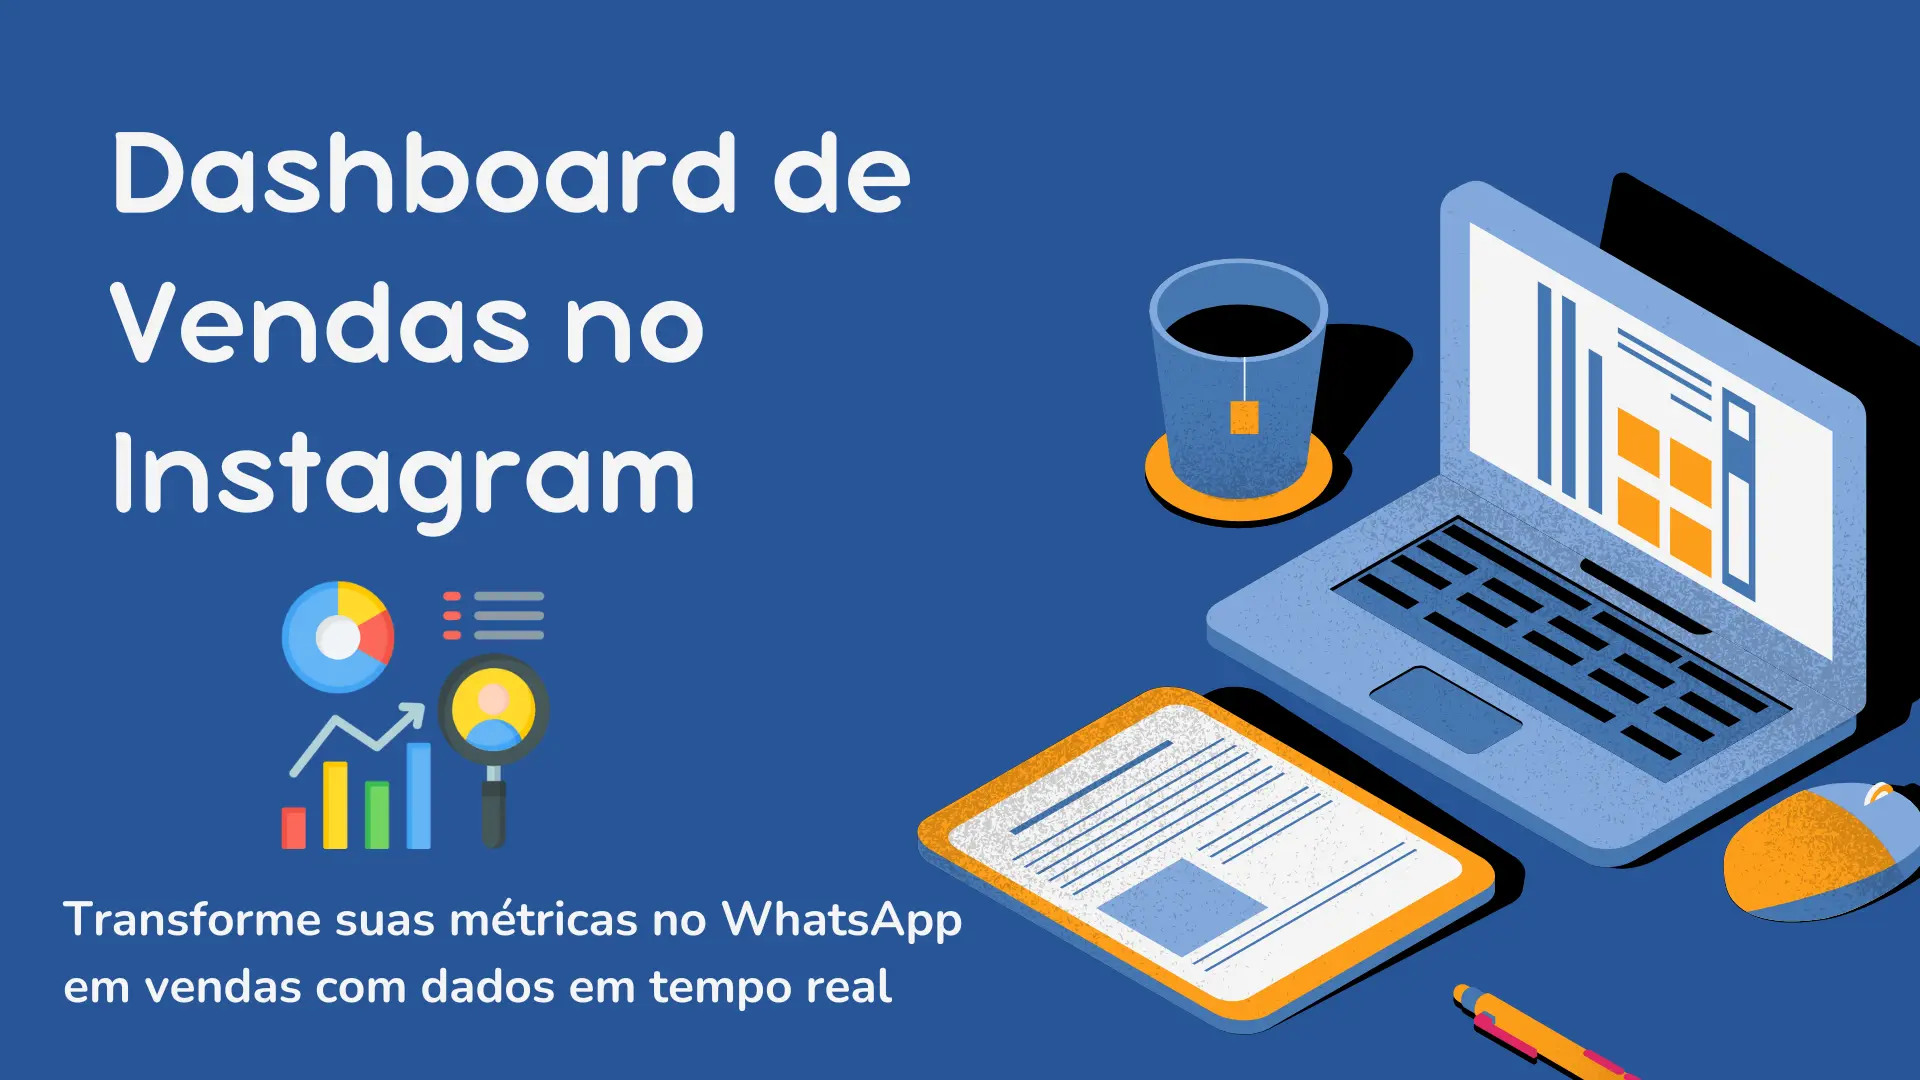 Dashboard de
Vendas no
Instagram
Transforme suas métricas no WhatsApp
em vendas com dados em tempo real